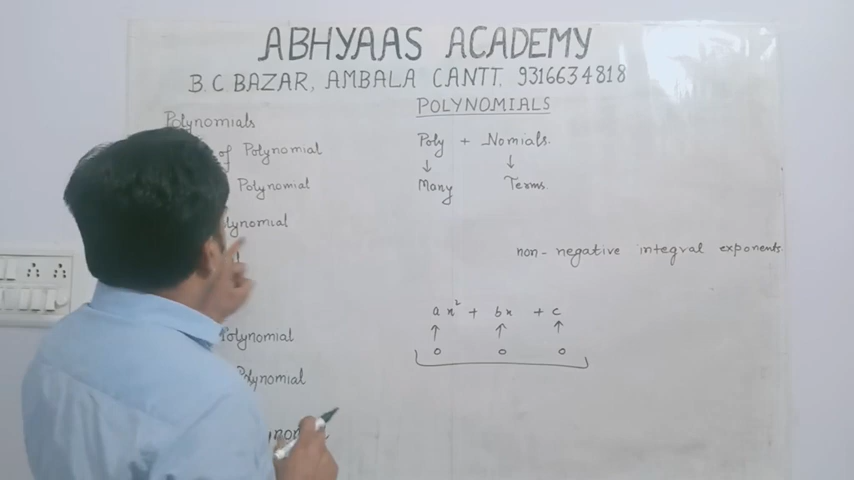 ABHYAAS ACADEMY
B.C BAZAR, AMBALA CANTT. 9316634818
POLYNOMIALS
Polynomials
of Polynomial
Polynomial
Polynomial
Polynomial
Poly + Nomials.
↓ ↓
Many Terms.
non-negative integral exponents.
ax² + bx + c
↑ ↑ ↑
0 0 0